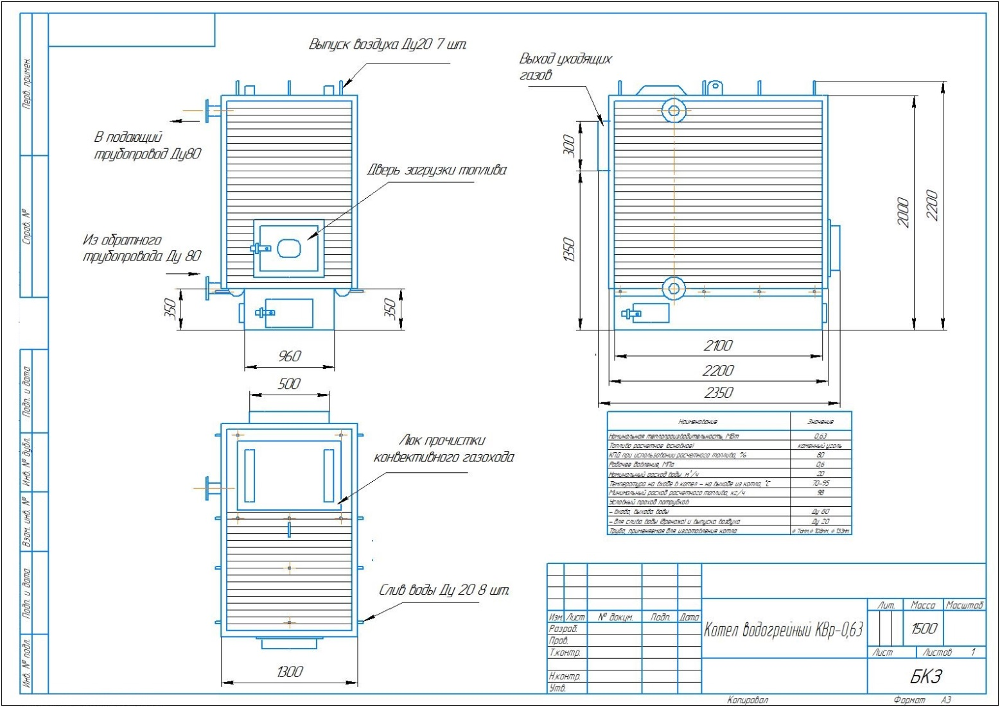 Выпуск воздуха Ду20 7 шт.
Выход уходящих
газов
В подающий
трубопровод Ду80
Дверь загрузки топлива
Из обратного
трубопровода Ду 80
350
350
960
500
300
1350
2000
2200
2100
2200
2350
Люк прочистки
конвективного газохода
Слив воды Ду 20 8 шт.
1300
Наименование Значение
Номинальная теплопроизводительность, МВт 0,63
Топливо расчетное (основное) каменный уголь
КПД при использовании расчетного топлива, % 80
Рабочее давление, МПа 0,6
Номинальный расход воды, м³/ч 20
Температура на входе в котел - на выходе из котла, °С 70-95
Минимальный расход расчетного топлива, кг/ч 98
Условный проход патрубков
- входа, выхода воды Ду 80
- для слива воды (дренажа) и выпуска воздуха Ду 20
Труба, применяемая для изготовления котла
Перв. примен.
Справ. №
Подп. и дата
Инв. № дубл.
Взам. инв. №
Подп. и дата
Инв. № подл.
Изм. Лист № докум. Подп. Дата
Разраб.
Пров.
Т.контр.
Н.контр.
Утв.
Котел водогрейный КВр-0,63
Лит. Масса Масштаб
1500
Лист Листов 1
БКЗ
Копировал Формат А3